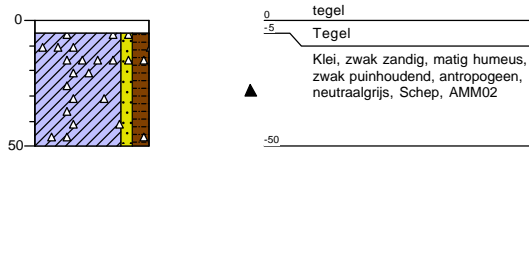 0
50
0
tegel
-5
Tegel
Klei, zwak zandig, matig humeus,
zwak puinhoudend, antropogeen,
neutraalgrijs, Schep, AMM02
-50